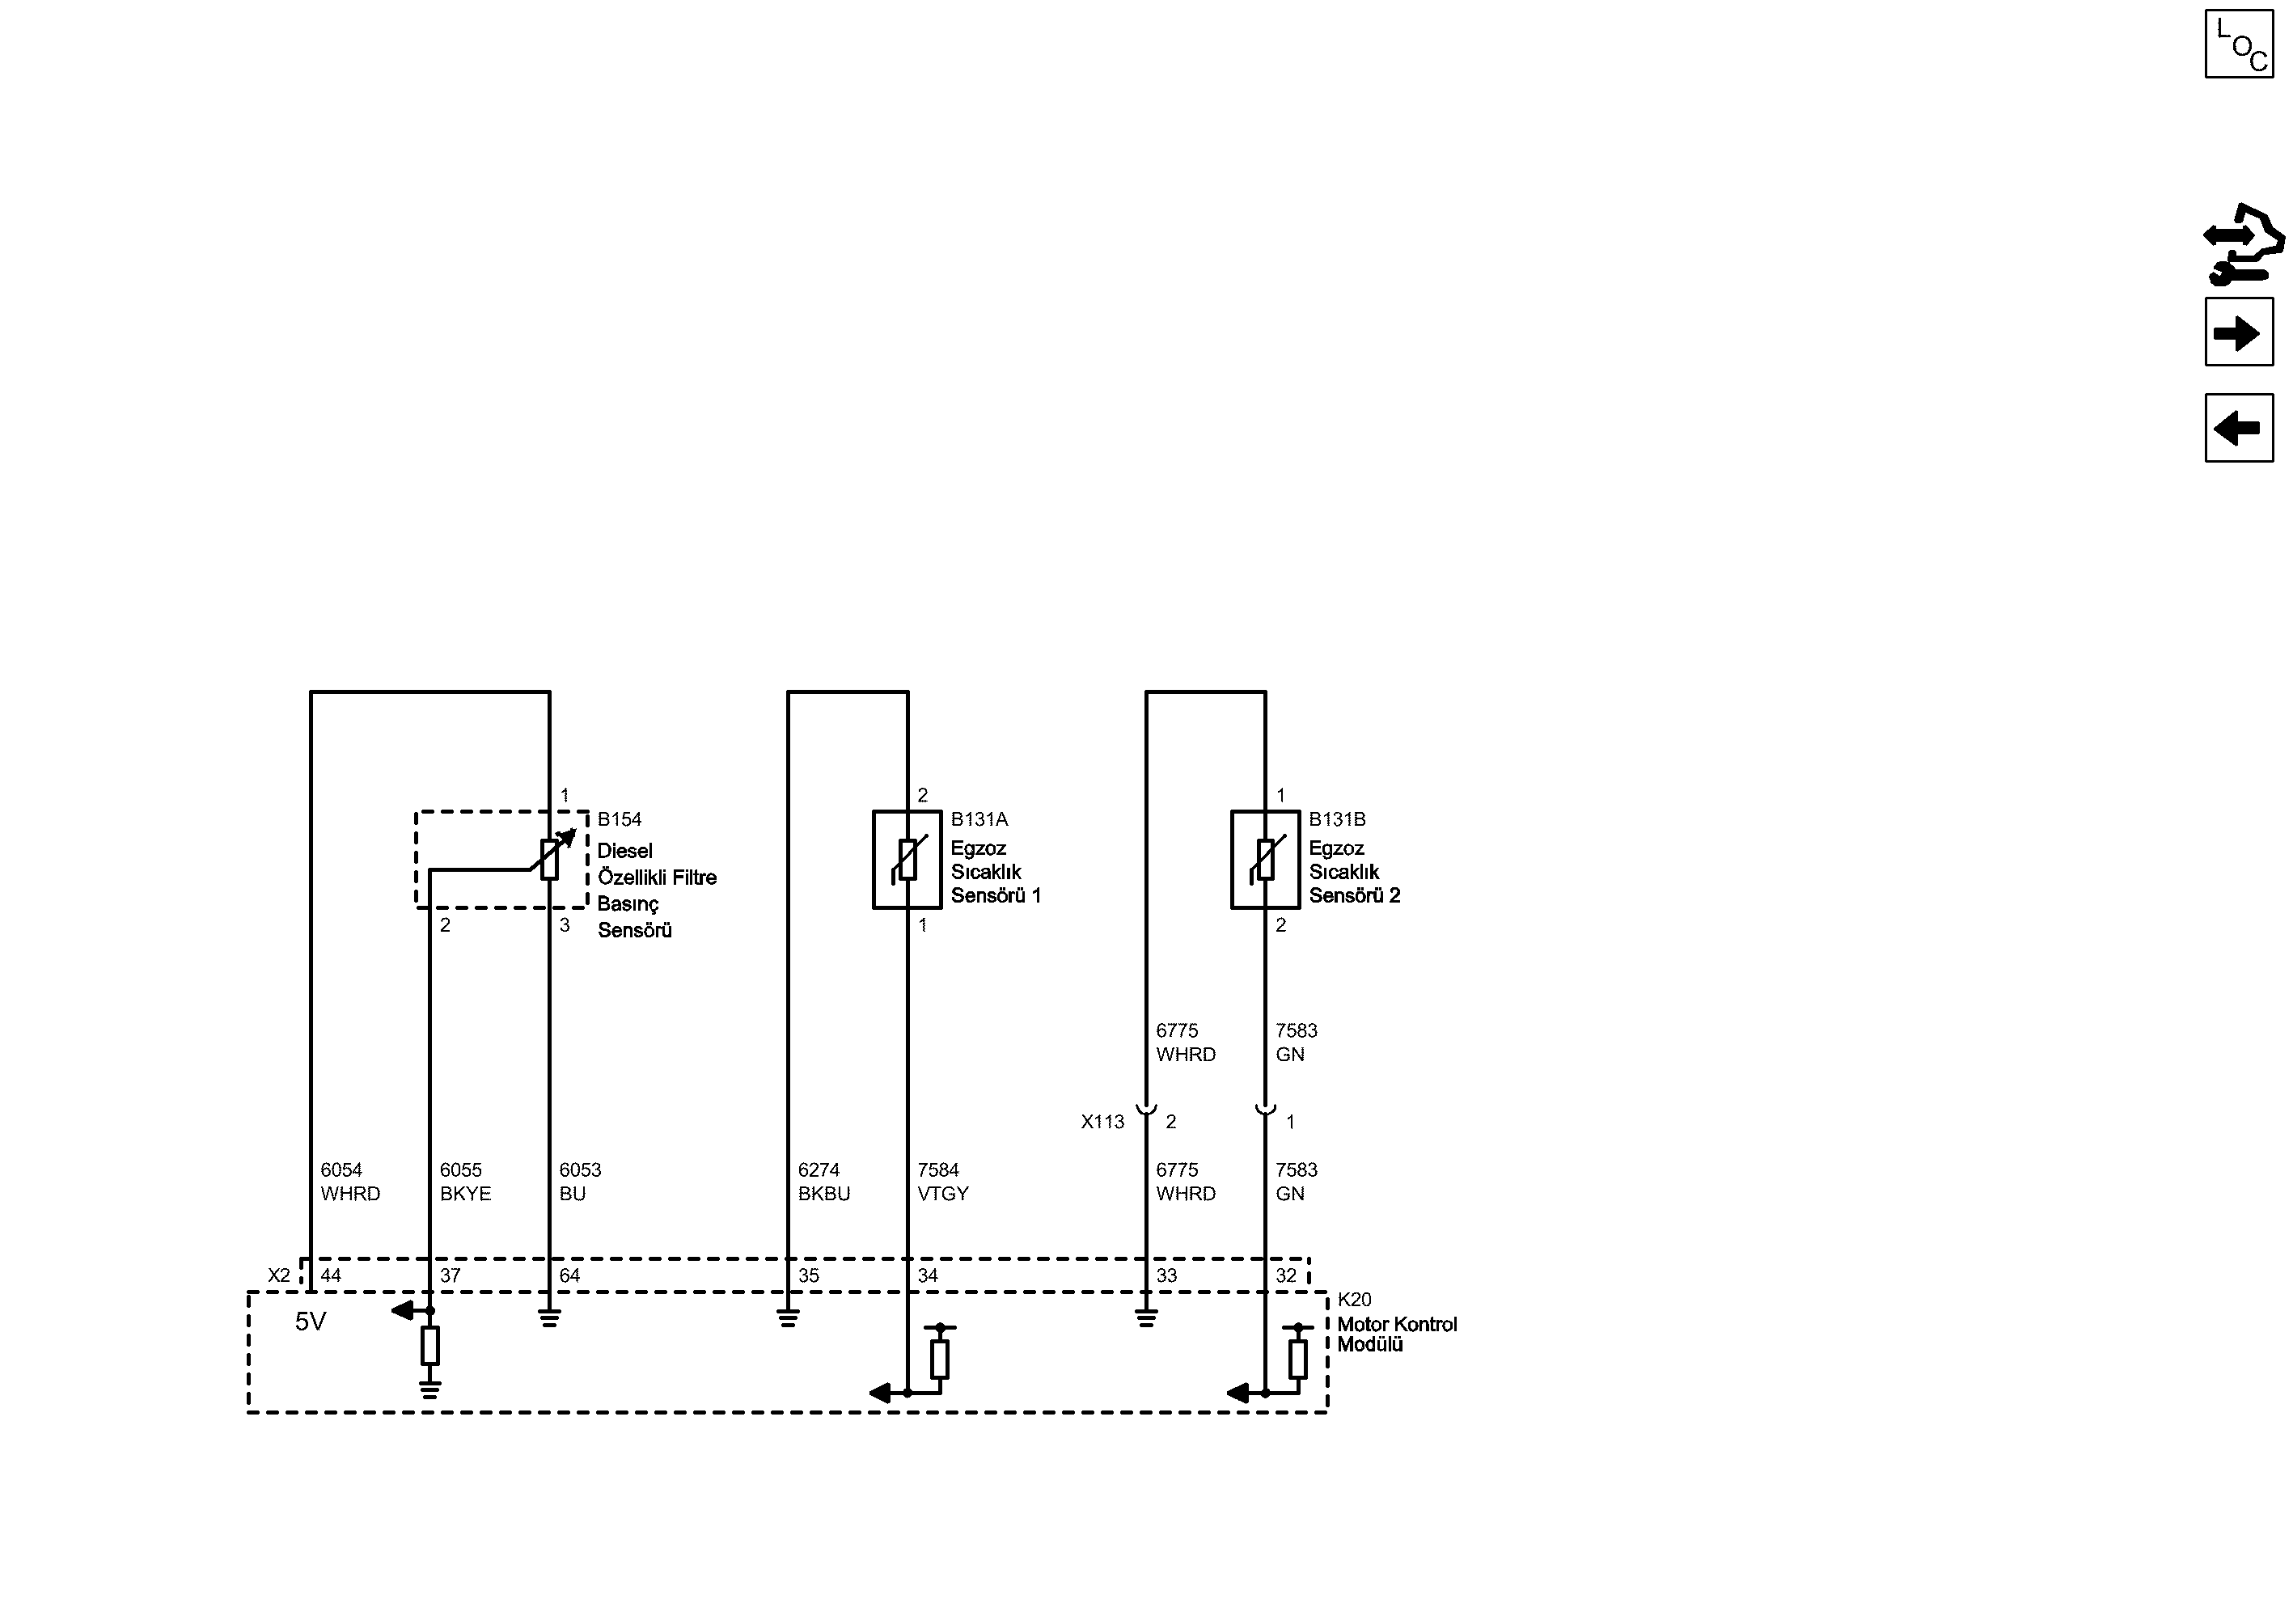 LOC
1
B154
Diesel
Özellikli Filtre
Basınç
Sensörü
2
3
2
B131A
Egzoz
Sıcaklık
Sensörü 1
1
1
B131B
Egzoz
Sıcaklık
Sensörü 2
2
6775
WHRD
7583
GN
X113
2
1
6054
WHRD
6055
BKYE
6053
BU
6274
BKBU
7584
VTGY
6775
WHRD
7583
GN
X2
44
37
64
35
34
33
32
5V
K20
Motor Kontrol
Modülü